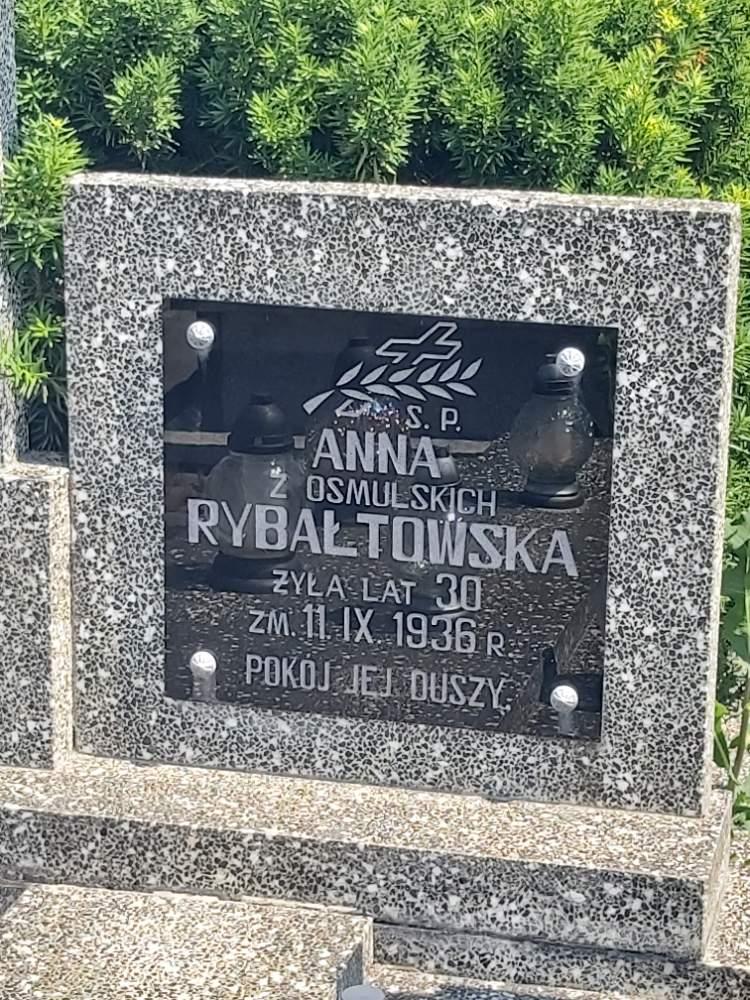 Ś. P.
ANNA
Z OSMULSKICH
RYBAŁTOWSKA
ŻYŁA LAT 30
ZM. 11. IX. 1936 R.
POKÓJ JEJ DUSZY.